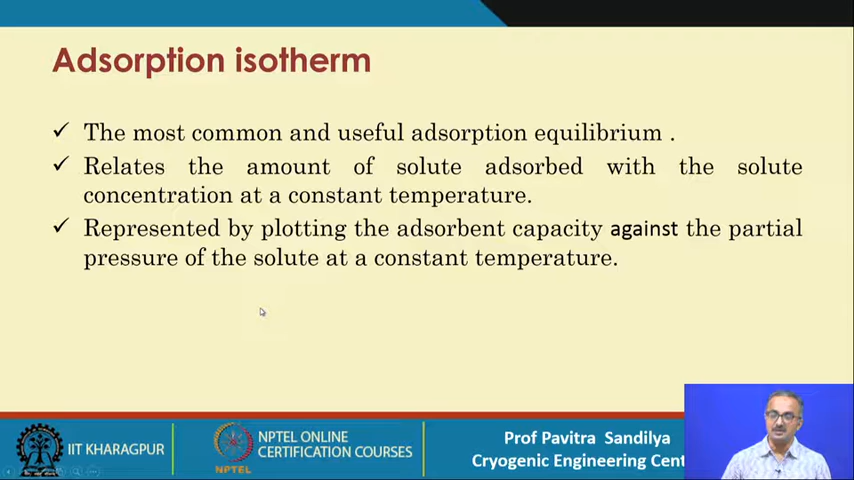 Adsorption isotherm
✓ The most common and useful adsorption equilibrium .
✓ Relates the amount of solute adsorbed with the solute
concentration at a constant temperature.
✓ Represented by plotting the adsorbent capacity against the partial
pressure of the solute at a constant temperature.
IIT KHARAGPUR
NPTEL
NPTEL ONLINE
CERTIFICATION COURSES
Prof Pavitra Sandilya
Cryogenic Engineering Cent